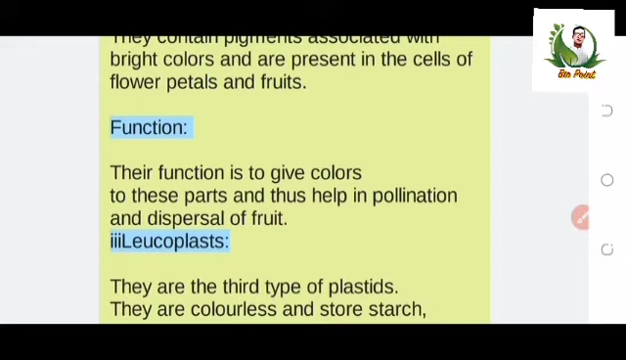 They contain pigments associated with
bright colors and are present in the cells of
flower petals and fruits.
Function:
Their function is to give colors
to these parts and thus help in pollination
and dispersal of fruit.
iiiLeucoplasts:
They are the third type of plastids.
They are colourless and store starch,
Bio Point